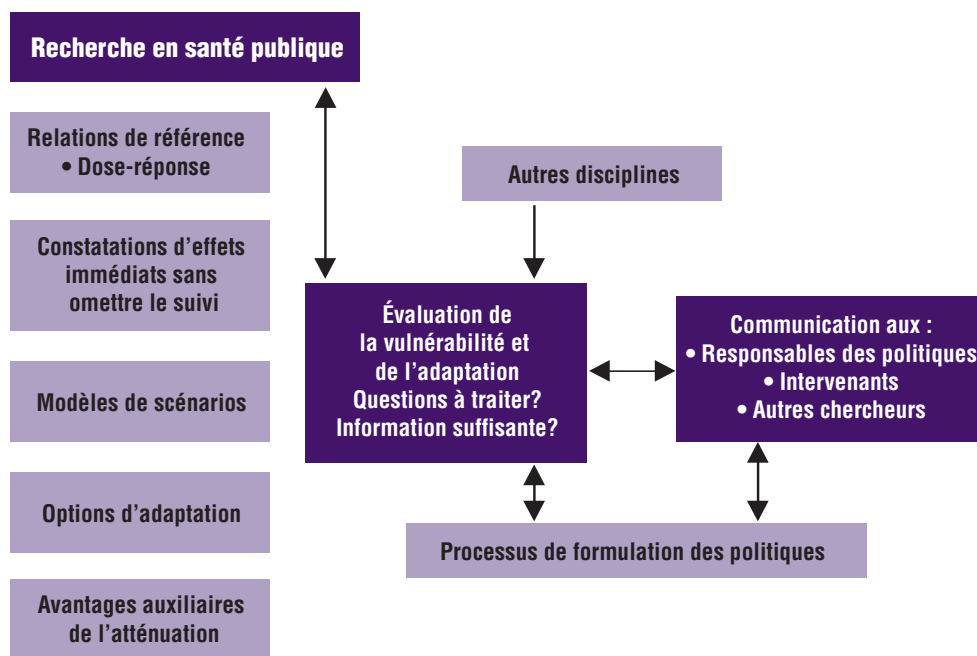 Recherche en santé publique
Relations de référence
• Dose-réponse
Constatations d'effets
immédiats sans
omettre le suivi
Modèles de scénarios
Options d'adaptation
Avantages auxiliaires
de l'atténuation
Autres disciplines
Évaluation de
la vulnérabilité et
de l'adaptation
Questions à traiter?
Information suffisante?
Communication aux :
• Responsables des politiques
• Intervenants
• Autres chercheurs
Processus de formulation des politiques